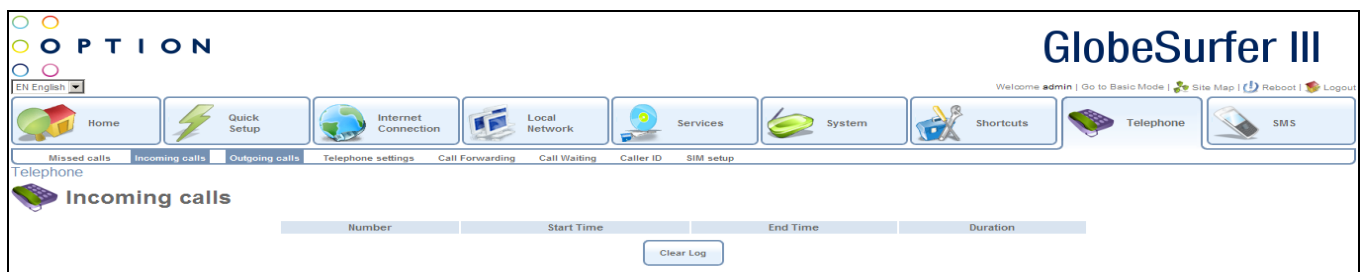 OPTION
GlobeSurfer III
EN English
Welcome admin | Go to Basic Mode | Site Map | Reboot | Logout
Home
Quick Setup
Internet Connection
Local Network
Services
System
Shortcuts
Telephone
SMS
Missed calls Incoming calls Outgoing calls Telephone settings Call Forwarding Call Waiting Caller ID SIM setup
Telephone
Incoming calls
Number Start Time End Time Duration
Clear Log